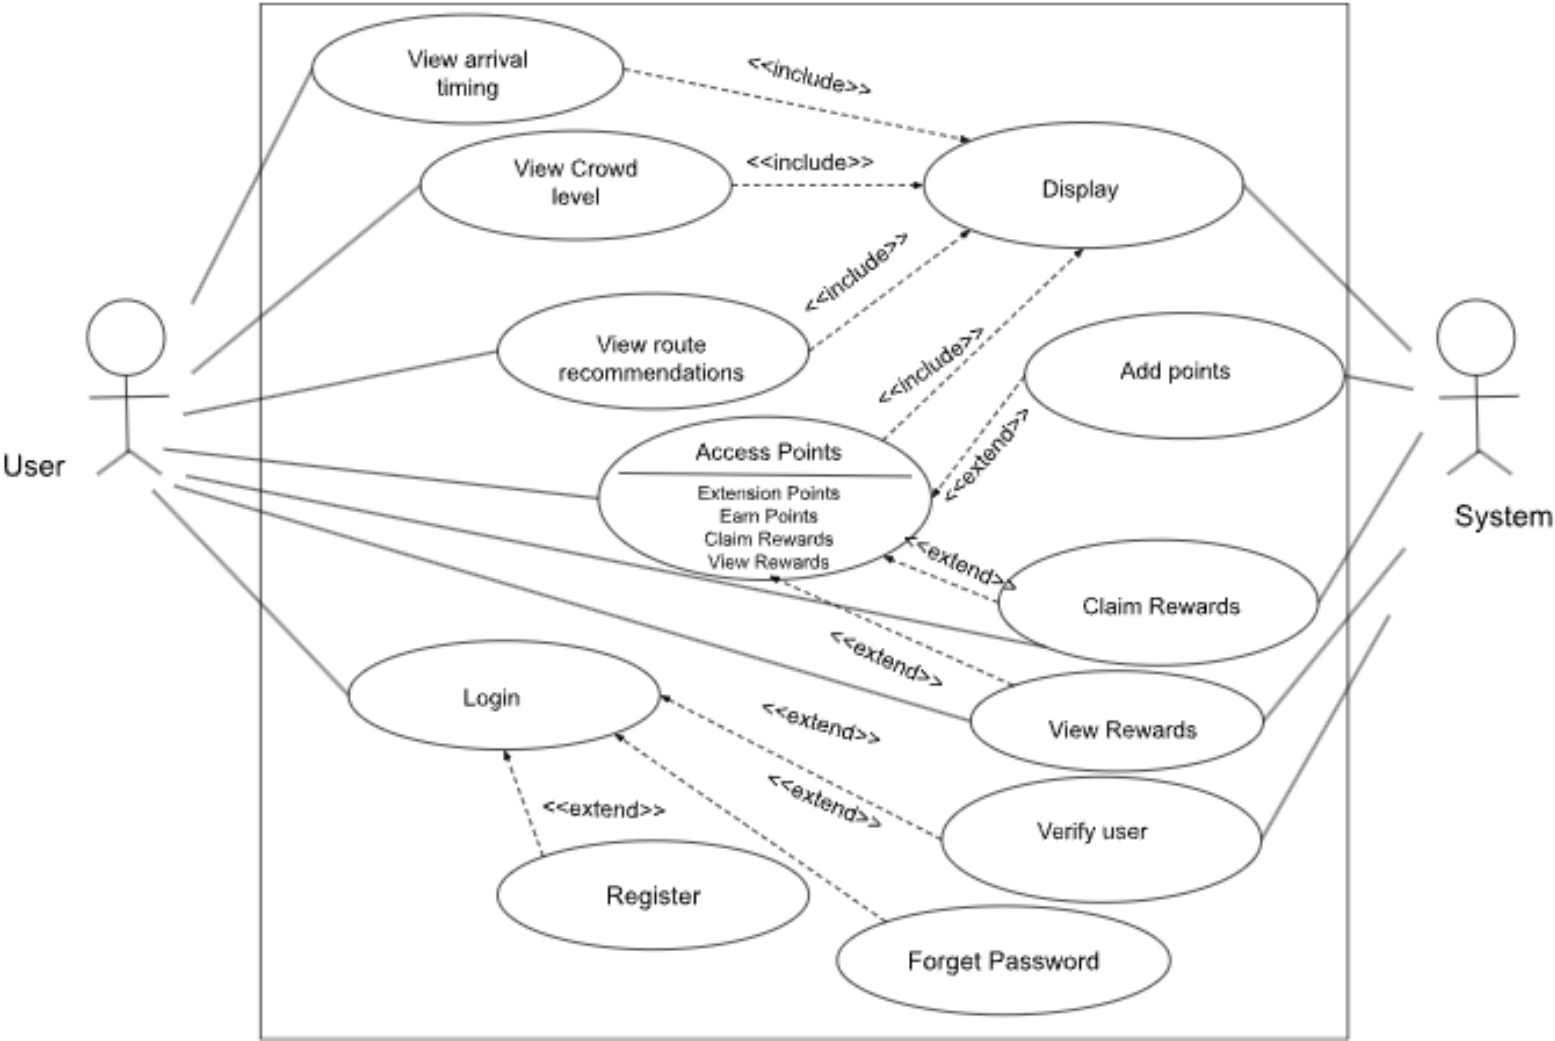 View arrival
timing
<<include>>
View Crowd
level
<<include>>
Display
<<include>>
View route
recommendations
<<include>>
Add points
<<extend>>
User
Access Points
Extension Points
Earn Points
Claim Rewards
View Rewards
System
<<extend>>
Claim Rewards
<<extend>>
Login
<<extend>>
View Rewards
<<extend>>
<<extend>>
Verify user
Register
Forget Password